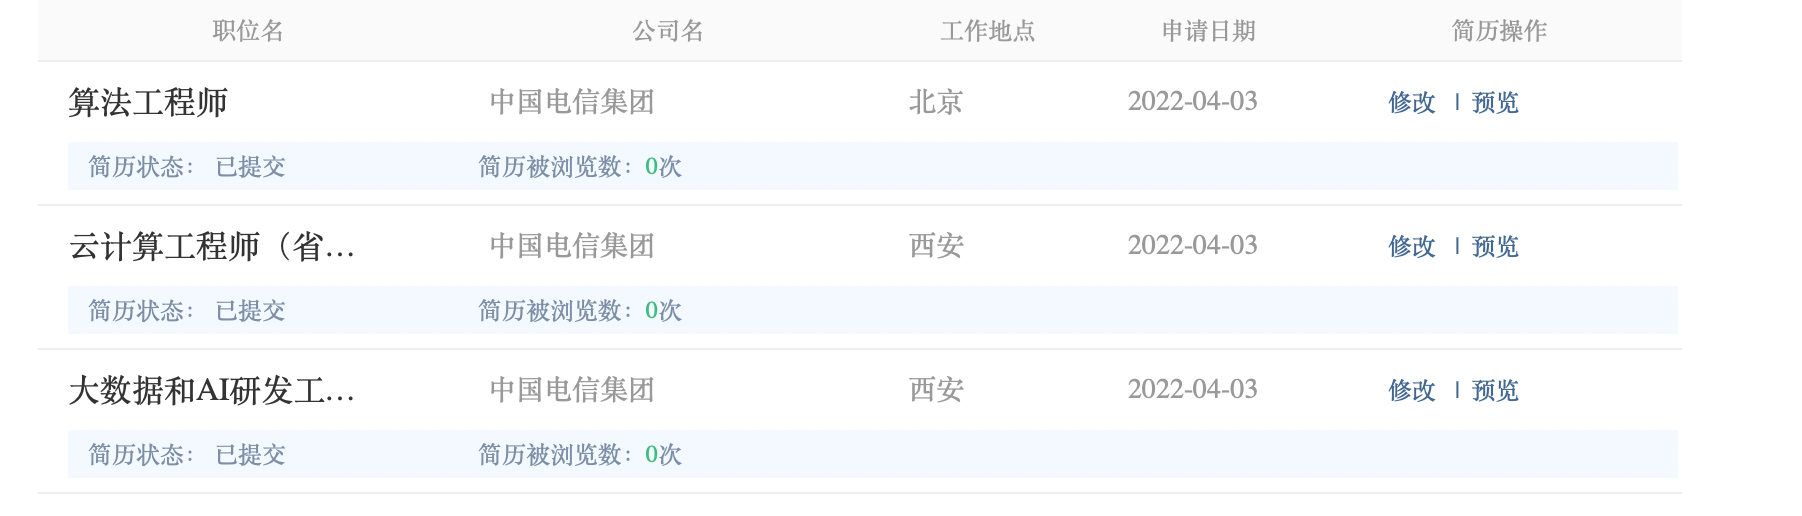 职位名 公司名 工作地点 申请日期 简历操作
算法工程师 中国电信集团 北京 2022-04-03 修改 | 预览
简历状态： 已提交 简历被浏览数：0次
云计算工程师（省... 中国电信集团 西安 2022-04-03 修改 | 预览
简历状态： 已提交 简历被浏览数：0次
大数据和AI研发工... 中国电信集团 西安 2022-04-03 修改 | 预览
简历状态： 已提交 简历被浏览数：0次